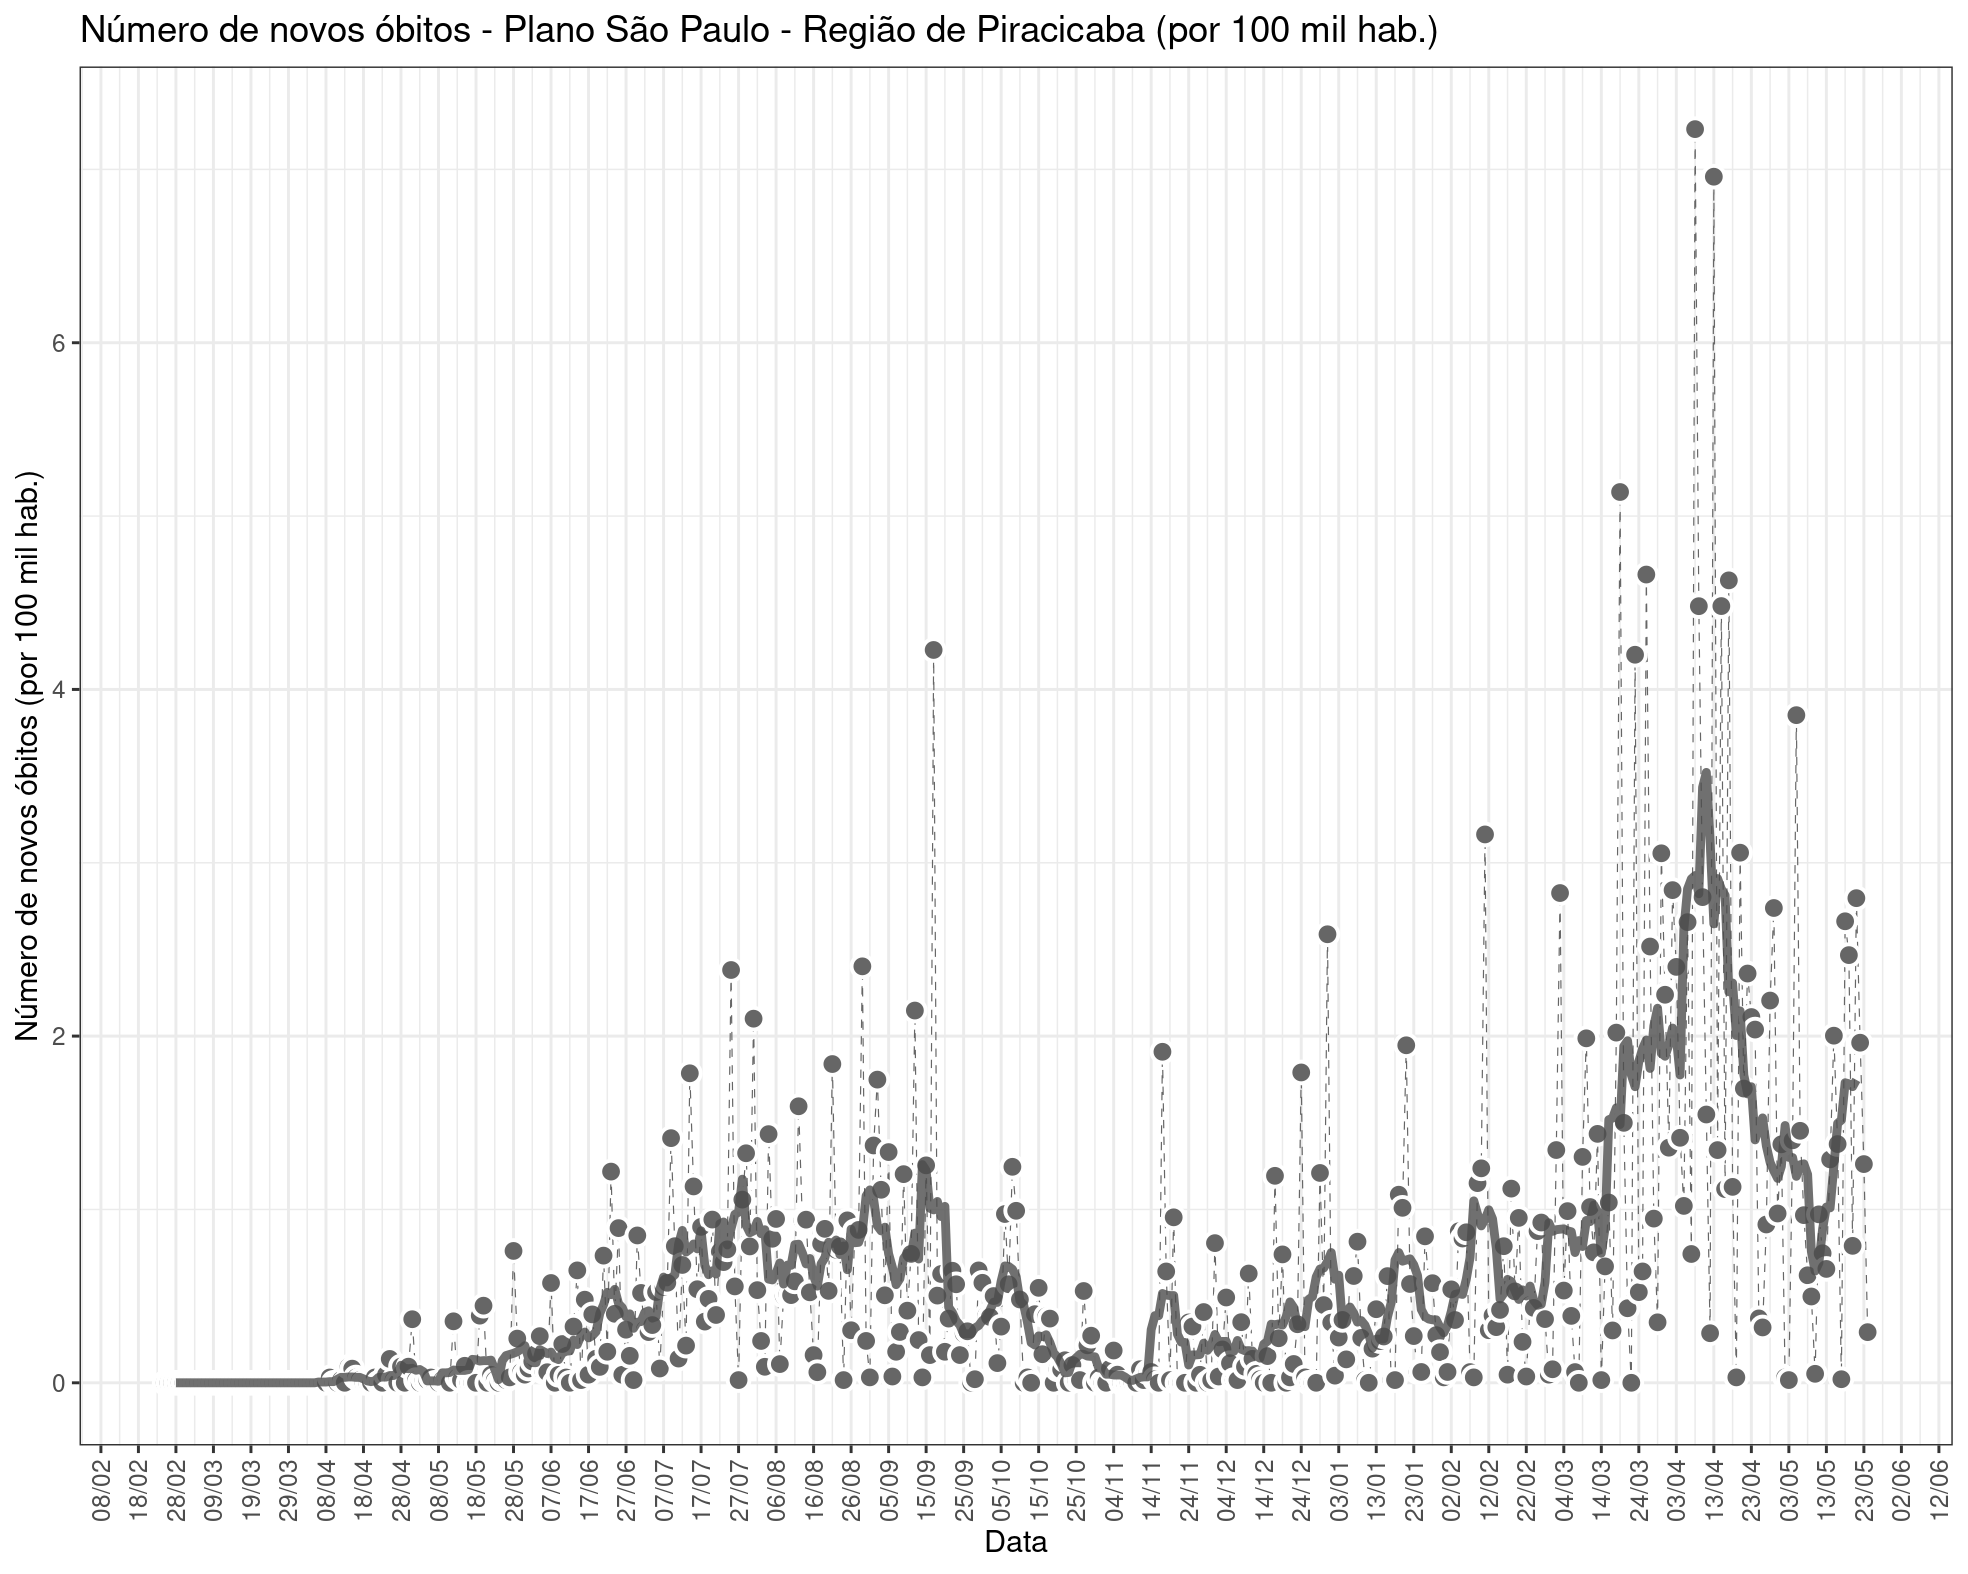 Número de novos óbitos - Plano São Paulo - Região de Piracicaba (por 100 mil hab.)
Número de novos óbitos (por 100 mil hab.)
6
4
2
0
08/02 18/02 28/02 09/03 19/03 29/03 08/04 18/04 28/04 08/05 18/05 28/05 07/06 17/06 27/06 07/07 17/07 27/07 06/08 16/08 26/08 05/09 15/09 25/09 05/10 15/10 25/10 04/11 14/11 24/11 04/12 14/12 24/12 03/01 13/01 23/01 02/02 12/02 22/02 04/03 14/03 24/03 03/04 13/04 23/04 03/05 13/05 23/05 02/06 12/06
Data